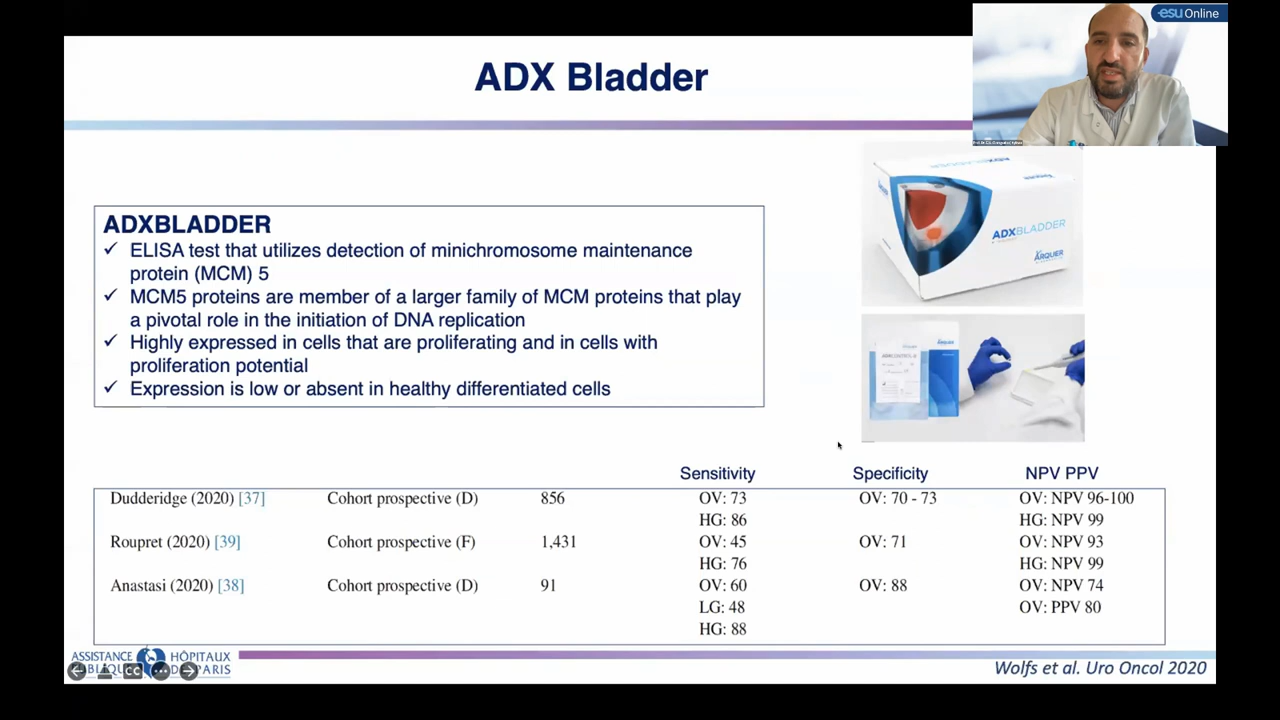 esu Online
ADX Bladder
ADXBLADDER
✓ ELISA test that utilizes detection of minichromosome maintenance
protein (MCM) 5
✓ MCM5 proteins are member of a larger family of MCM proteins that play
a pivotal role in the initiation of DNA replication
✓ Highly expressed in cells that are proliferating and in cells with
proliferation potential
✓ Expression is low or absent in healthy differentiated cells
ADXBLADDER
ARQUER
Sensitivity Specificity NPV PPV
Dudderidge (2020) [37] Cohort prospective (D) 856 OV: 73 OV: 70 - 73 OV: NPV 96-100
HG: 86 HG: NPV 99
Roupret (2020) [39] Cohort prospective (F) 1,431 OV: 45 OV: 71 OV: NPV 93
HG: 76 HG: NPV 99
Anastasi (2020) [38] Cohort prospective (D) 91 OV: 60 OV: 88 OV: NPV 74
LG: 48 OV: PPV 80
HG: 88
ASSISTANCE HÔPITAUX
CC
Wolfs et al. Uro Oncol 2020